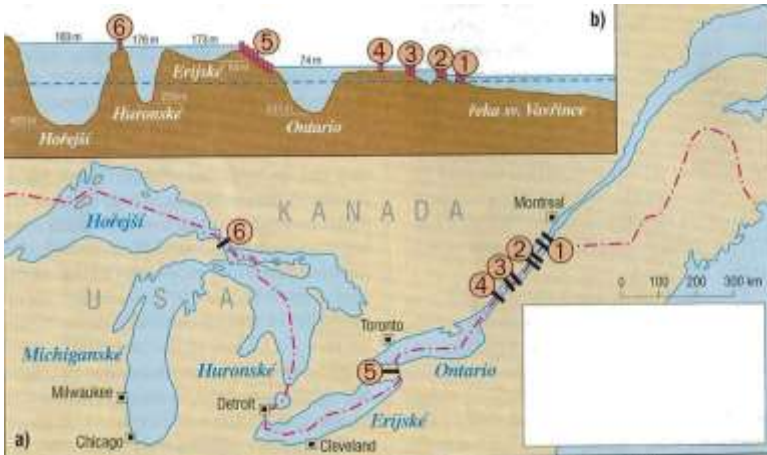 6
b)
183 m
176 m
173 m
5
74 m
4
3
2
1
Erijské
Hořejší
Huronské
Ontario
řeka sv. Vavřince
KANADA
Montreal
Hořejší
6
1
2
3
4
USA
0 100 200 300 km
Toronto
Michiganské
Huronské
5
Ontario
Milwaukee
Detroit
Erijské
a)
Chicago
Cleveland